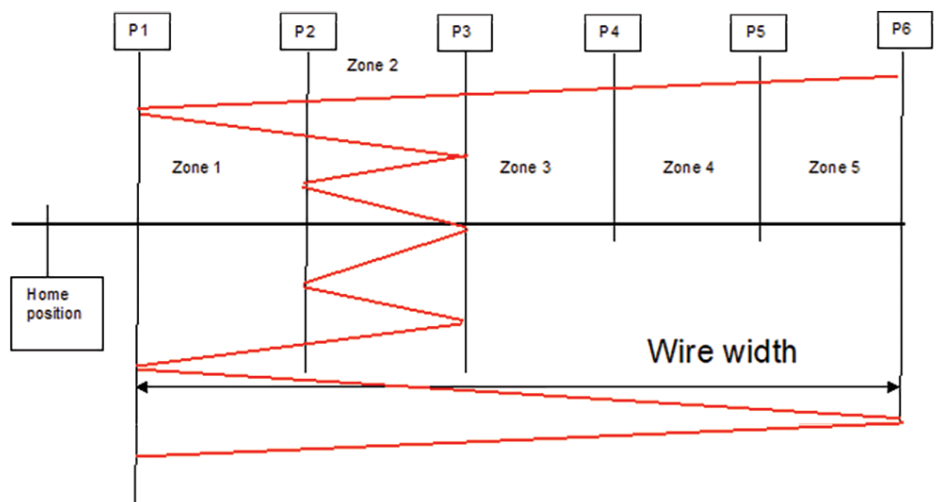 P1
P2
P3
P4
P5
P6
Zone 2
Zone 1
Zone 3
Zone 4
Zone 5
Home
position
Wire width